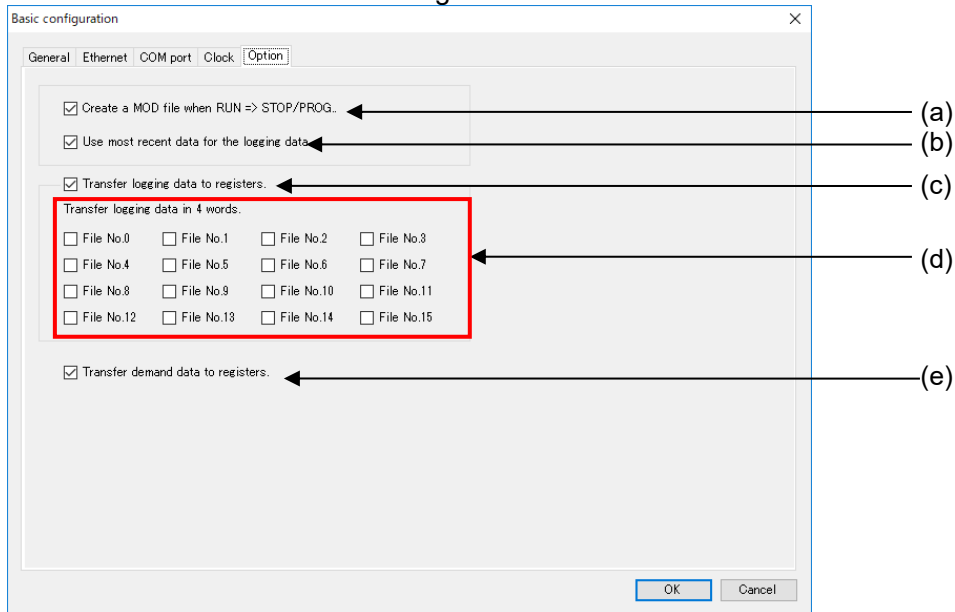 Basic configuration
General Ethernet COM port Clock Option
Create a MOD file when RUN => STOP/PROG..
(a)
Use most recent data for the logging data.
(b)
Transfer logging data to registers.
(c)
Transfer logging data in 4 words.
File No.0 File No.1 File No.2 File No.3
File No.4 File No.5 File No.6 File No.7
(d)
File No.8 File No.9 File No.10 File No.11
File No.12 File No.13 File No.14 File No.15
Transfer demand data to registers.
(e)
OK Cancel